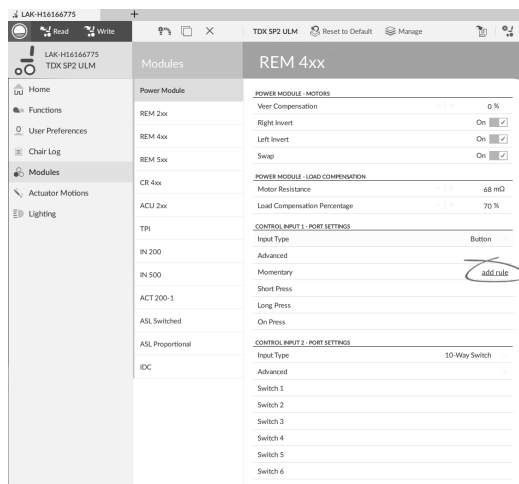 LAK-H16166775
+
Read Write
TDX SP2 ULM Reset to Default Manage
LAK-H16166775
TDX SP2 ULM
Home
Functions
User Preferences
Chair Log
Modules
Actuator Motions
Lighting
Modules
Power Module
REM 2xx
REM 4xx
REM 5xx
CR 4xx
ACU 2xx
TPI
IN 200
IN 500
ACT 200-1
ASL Switched
ASL Proportional
IDC
REM 4xx
POWER MODULE - MOTORS
Veer Compensation - + 0 %
Right Invert On
Left Invert On
Swap On
POWER MODULE - LOAD COMPENSATION
Motor Resistance - + 68 mΩ
Load Compensation Percentage - + 70 %
CONTROL INPUT 1 - PORT SETTINGS
Input Type Button
Advanced
Momentary add rule
Short Press
Long Press
On Press
CONTROL INPUT 2 - PORT SETTINGS
Input Type 10-Way Switch
Advanced
Switch 1
Switch 2
Switch 3
Switch 4
Switch 5
Switch 6